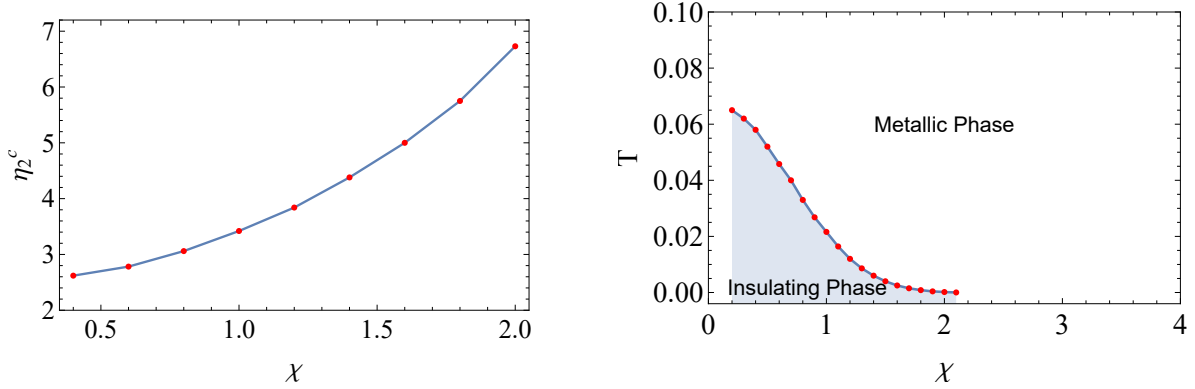 7
6
5
4
3
2
η₂ᶜ
0.5 1.0 1.5 2.0
χ
0.10
0.08
0.06
0.04
0.02
0.00
T
Metallic Phase
Insulating Phase
0 1 2 3 4
χ